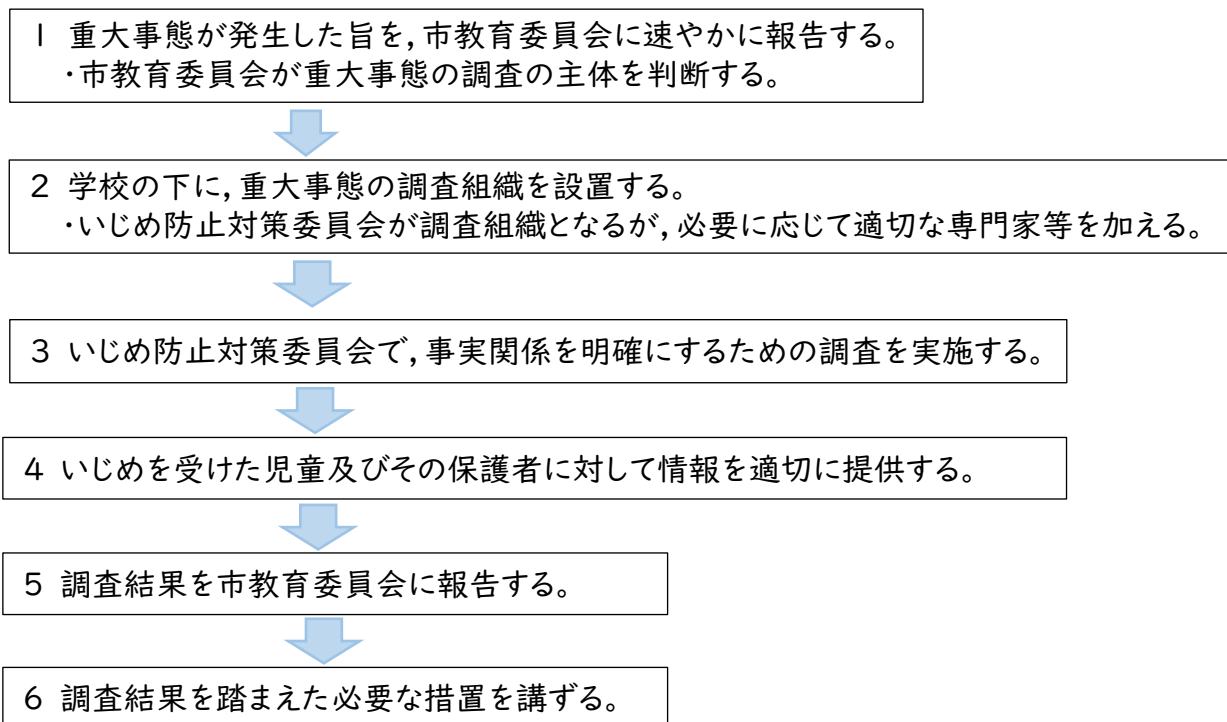 1 重大事態が発生した旨を,市教育委員会に速やかに報告する。
・市教育委員会が重大事態の調査の主体を判断する。
2 学校の下に,重大事態の調査組織を設置する。
・いじめ防止対策委員会が調査組織となるが,必要に応じて適切な専門家等を加える。
3 いじめ防止対策委員会で,事実関係を明確にするための調査を実施する。
4 いじめを受けた児童及びその保護者に対して情報を適切に提供する。
5 調査結果を市教育委員会に報告する。
6 調査結果を踏まえた必要な措置を講ずる。